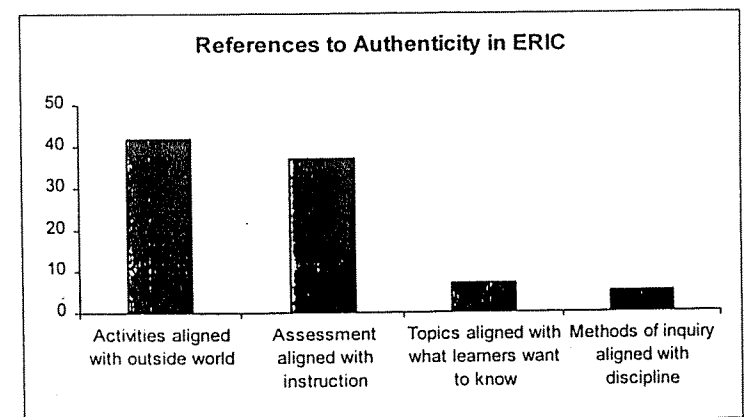 References to Authenticity in ERIC
50
40
30
20
10
0
Activities aligned
with outside world
Assessment
aligned with
instruction
Topics aligned with
what learners want
to know
Methods of inquiry
aligned with
discipline